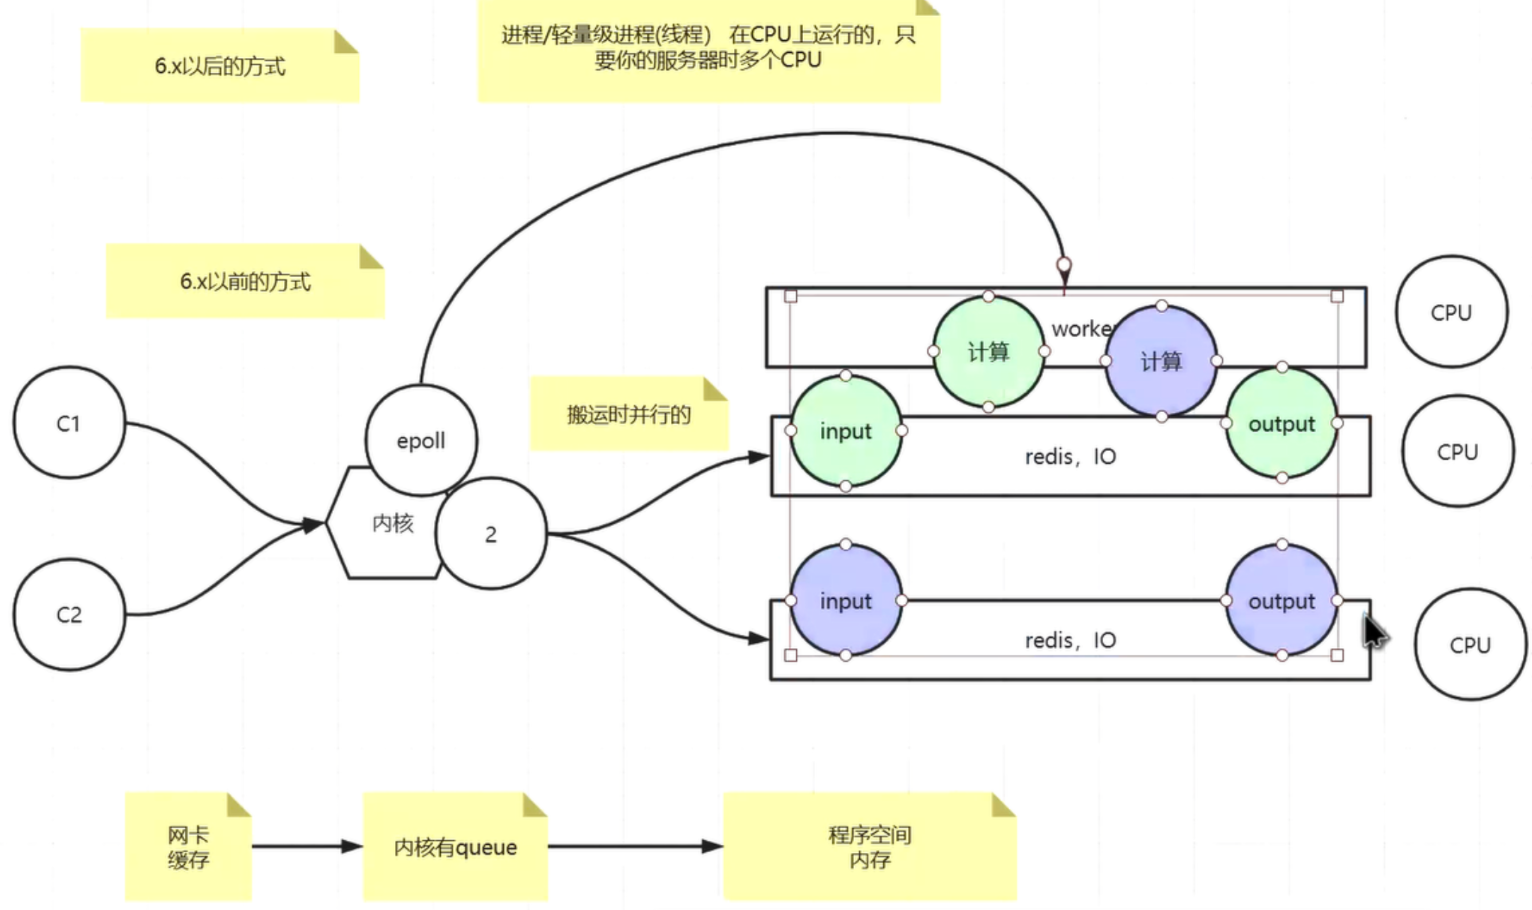 进程/轻量级进程(线程） 在CPU上运行的，只
要你的服务器时多个CPU
6.x以后的方式
6.x以前的方式
CPU
计算
worke
计算
C1
搬运时并行的
epoll
input
output
redis，IO
CPU
内核
2
C2
input
output
redis，IO
CPU
网卡
缓存
内核有queue
程序空间
内存